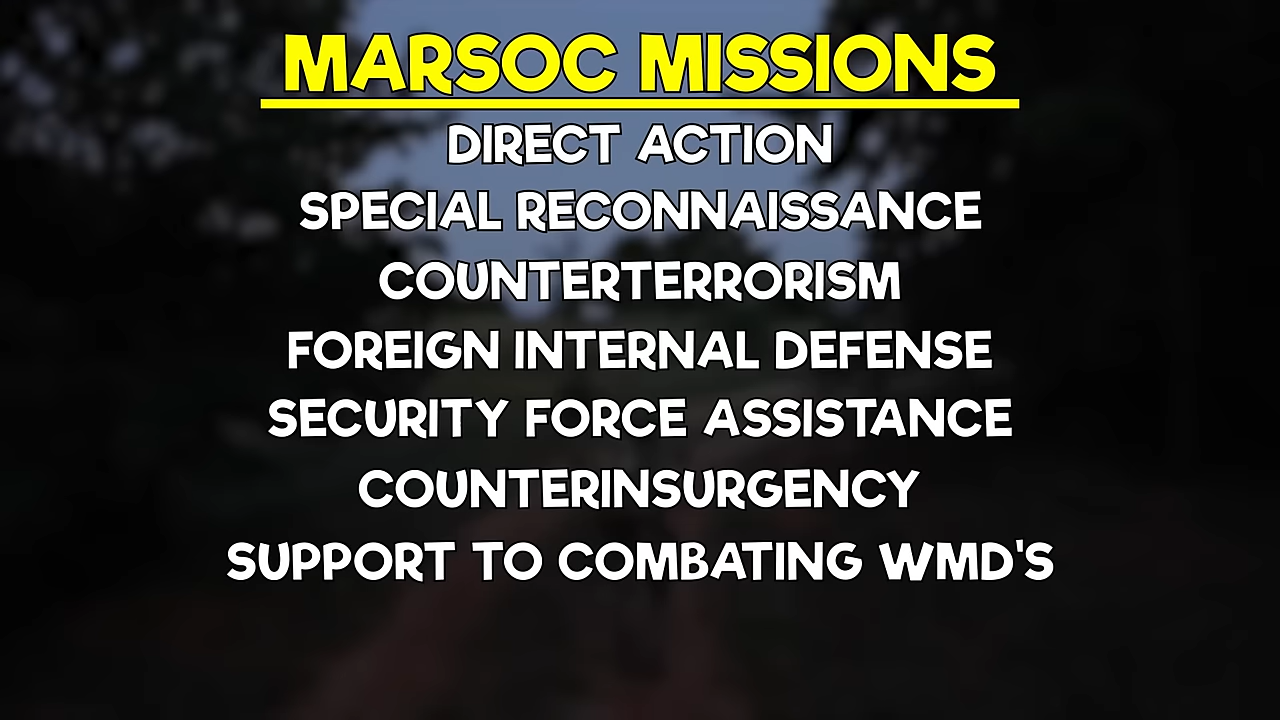 MARSOC MISSIONS
DIRECT ACTION
SPECIAL RECONNAISSANCE
COUNTERTERRORISM
FOREIGN INTERNAL DEFENSE
SECURITY FORCE ASSISTANCE
COUNTERINSURGENCY
SUPPORT TO COMBATING WMD'S